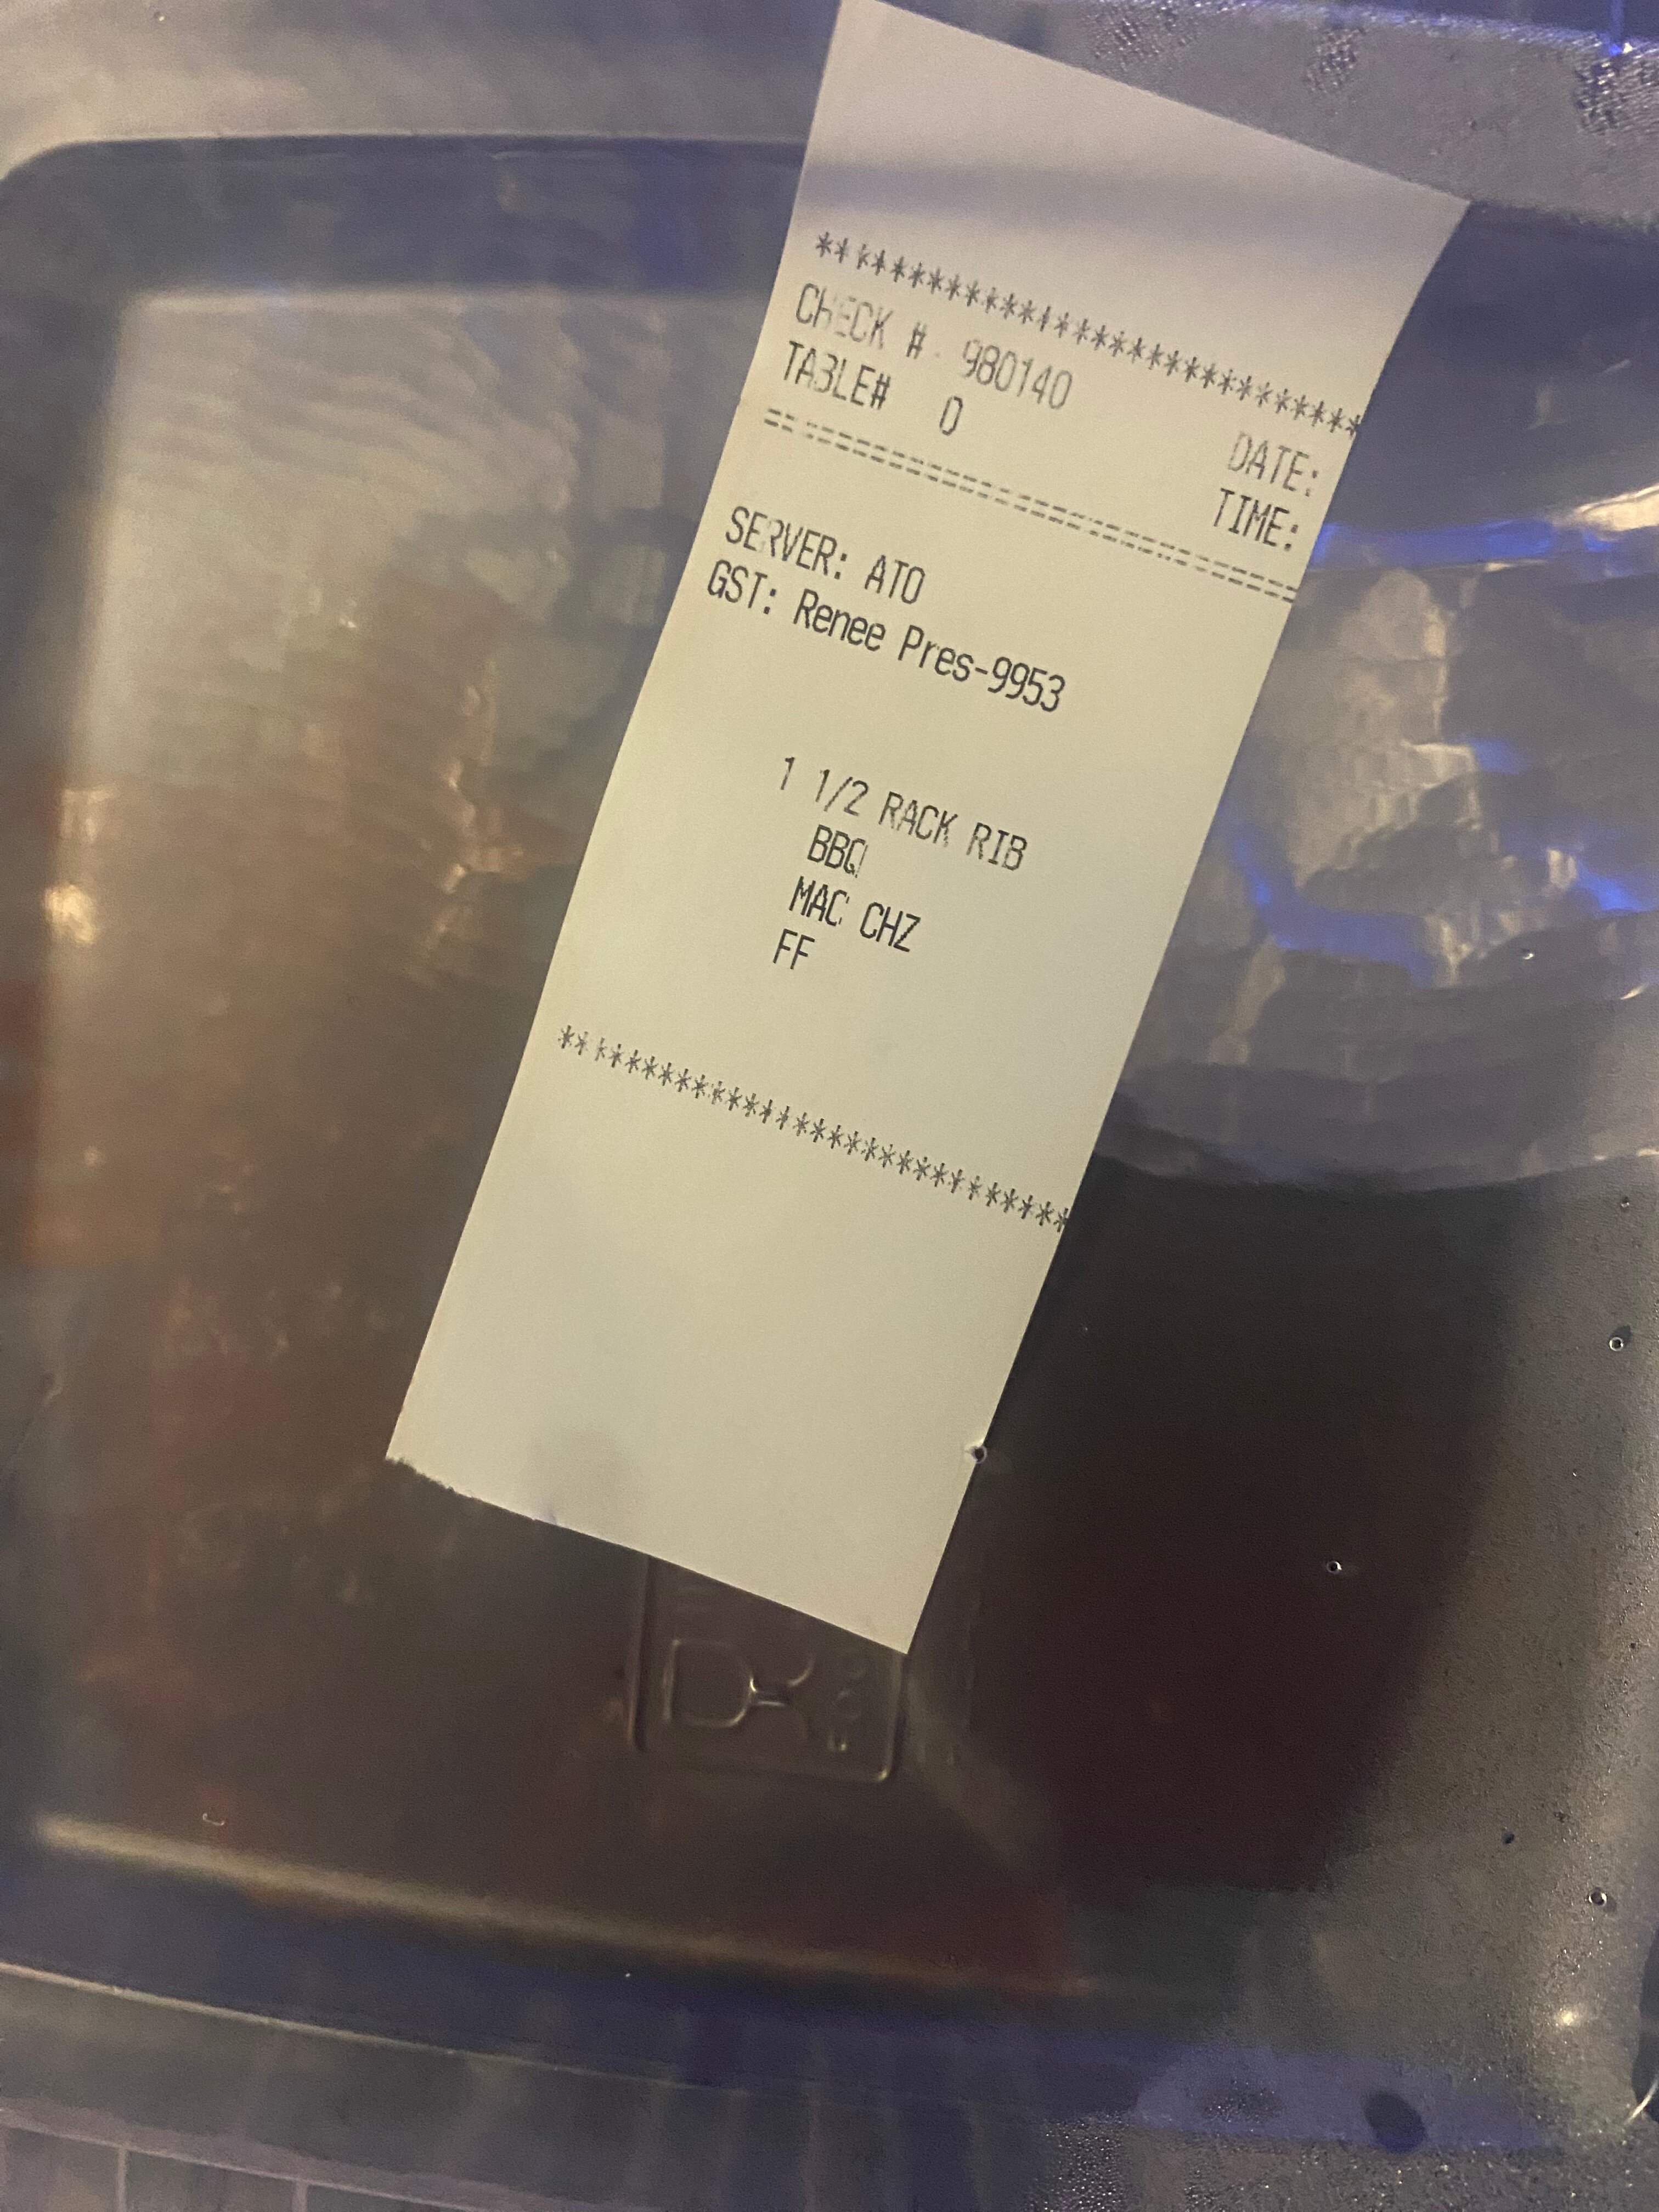 *******************************
CHECK # 980140 DATE:
TABLE# 0 TIME:
==============================
SERVER: ATO
GST: Renee Pres-9953
1 1/2 RACK RIB
BBQ
MAC CHZ
FF
*******************************